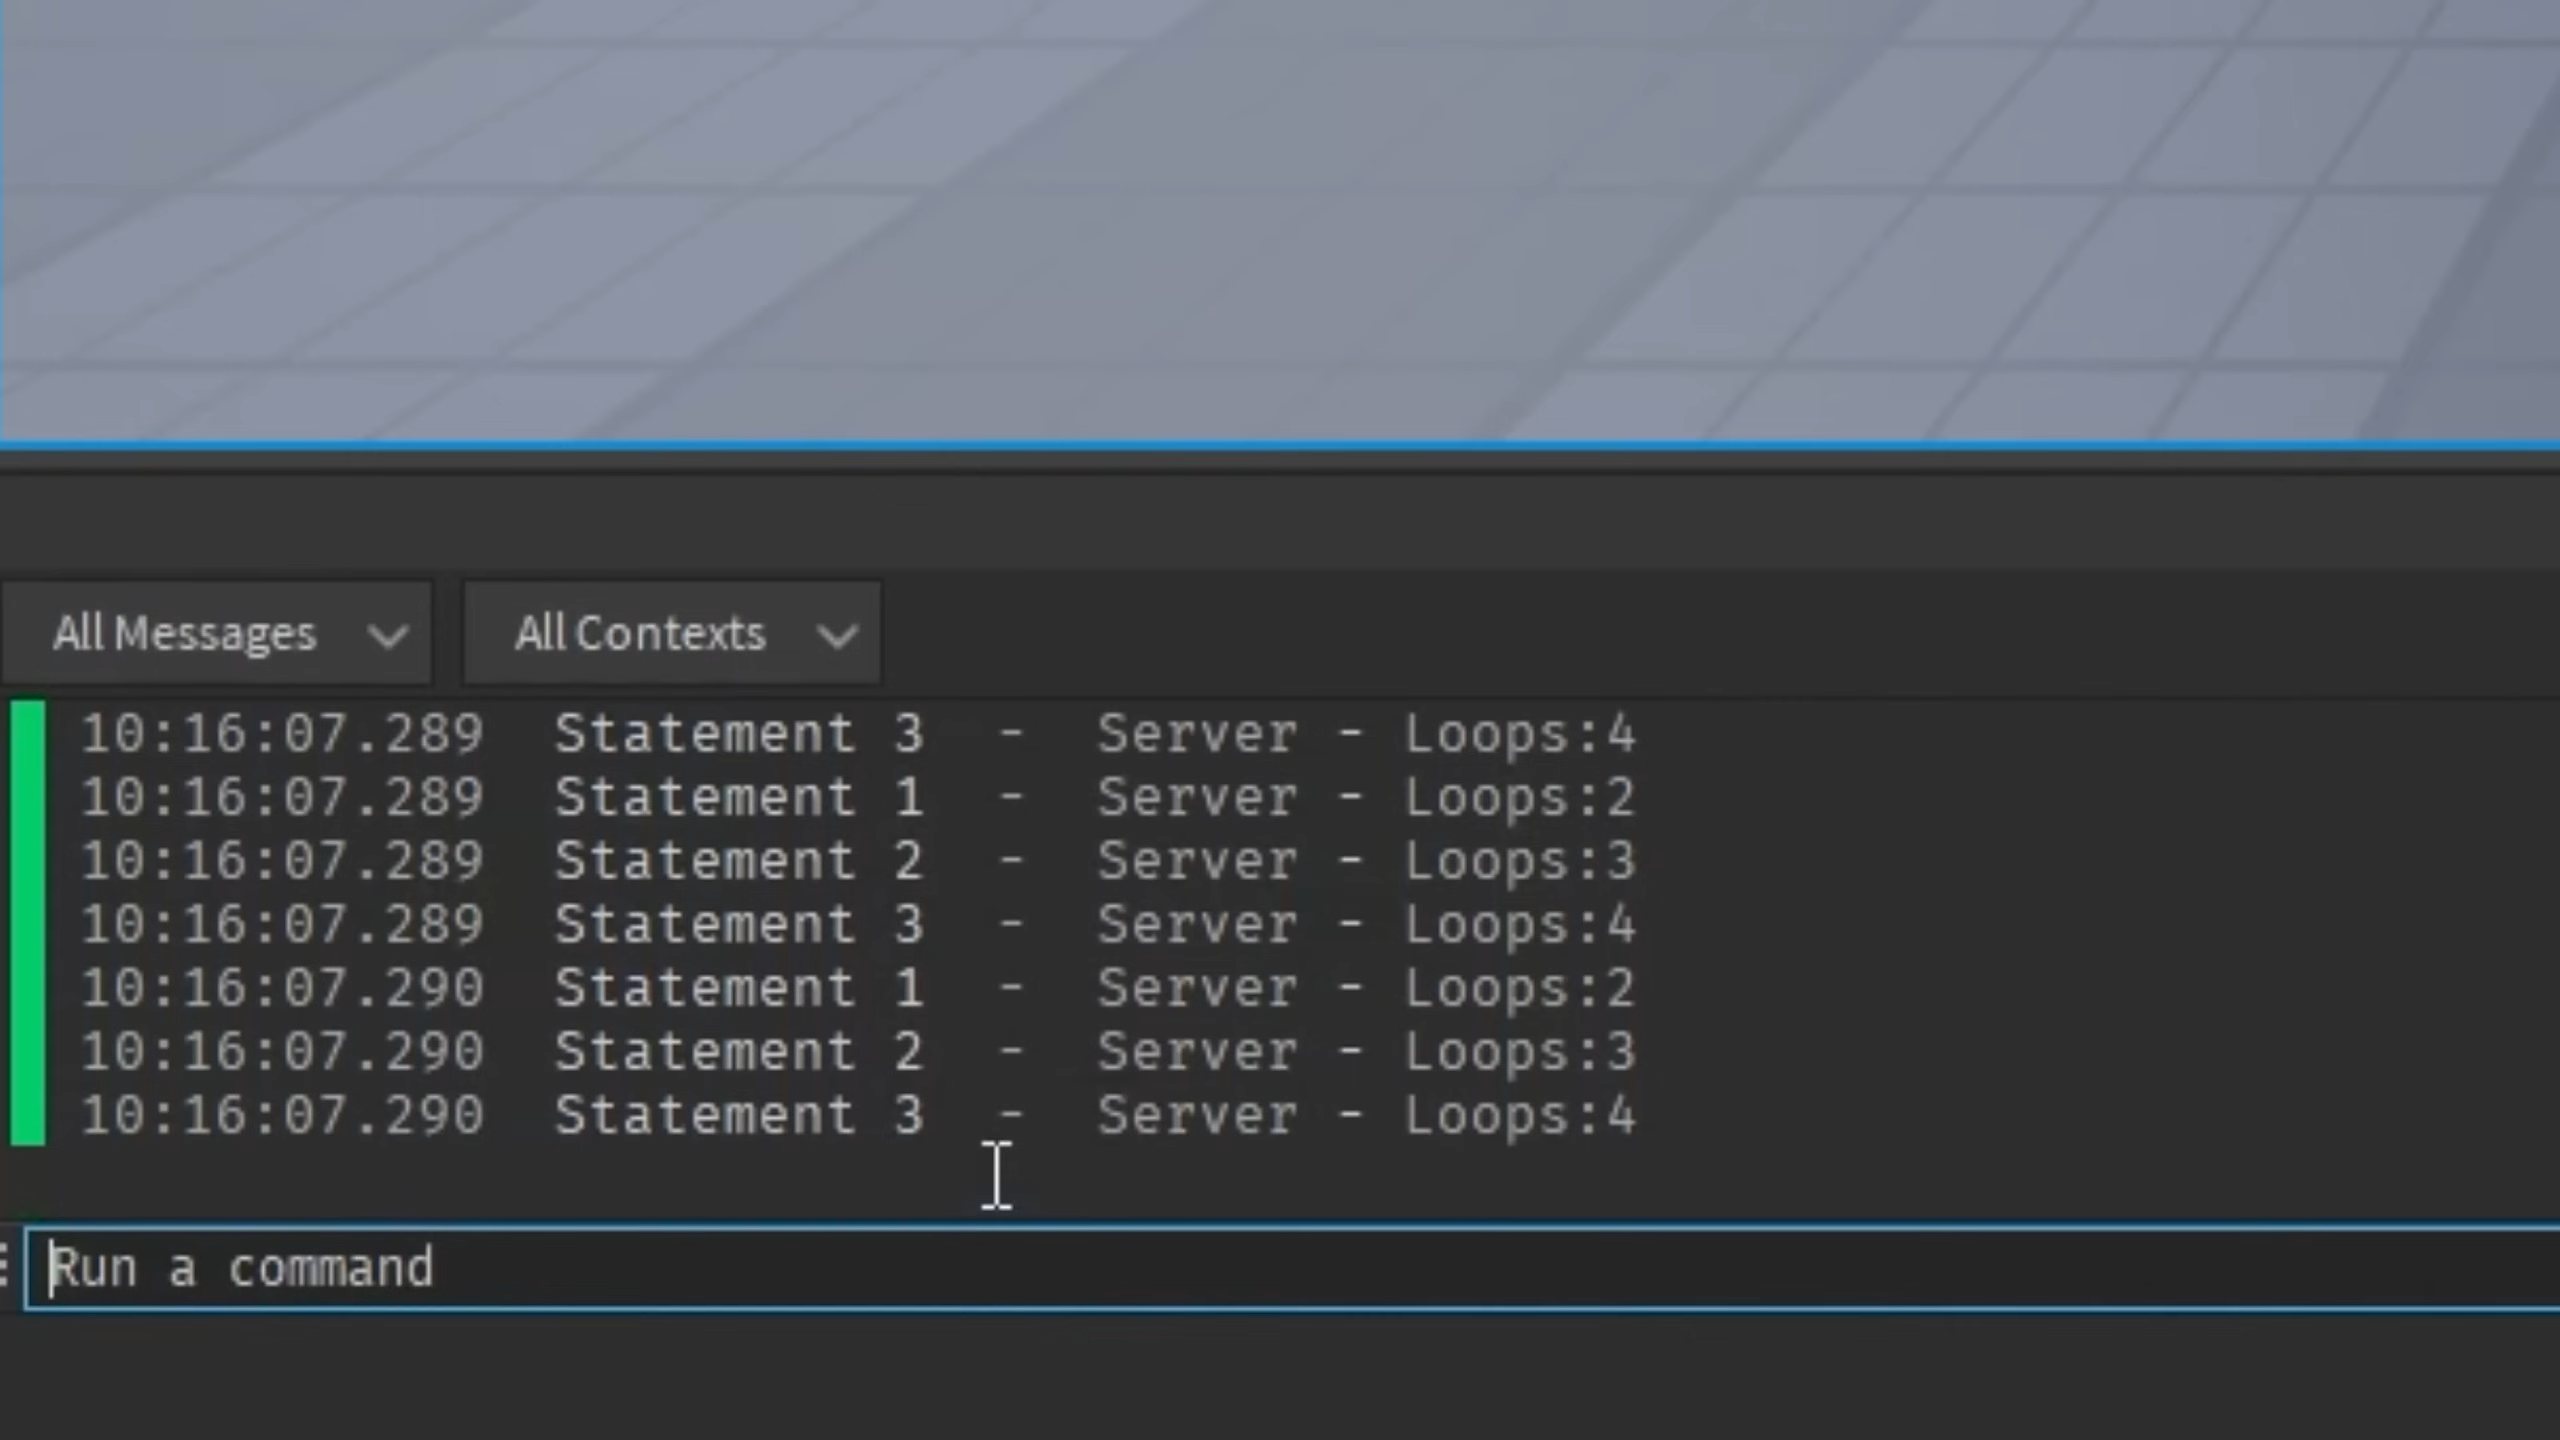 All Messages All Contexts
10:16:07.289 Statement 3 - Server - Loops:4
10:16:07.289 Statement 1 - Server - Loops:2
10:16:07.289 Statement 2 - Server - Loops:3
10:16:07.289 Statement 3 - Server - Loops:4
10:16:07.290 Statement 1 - Server - Loops:2
10:16:07.290 Statement 2 - Server - Loops:3
10:16:07.290 Statement 3 - Server - Loops:4
Run a command